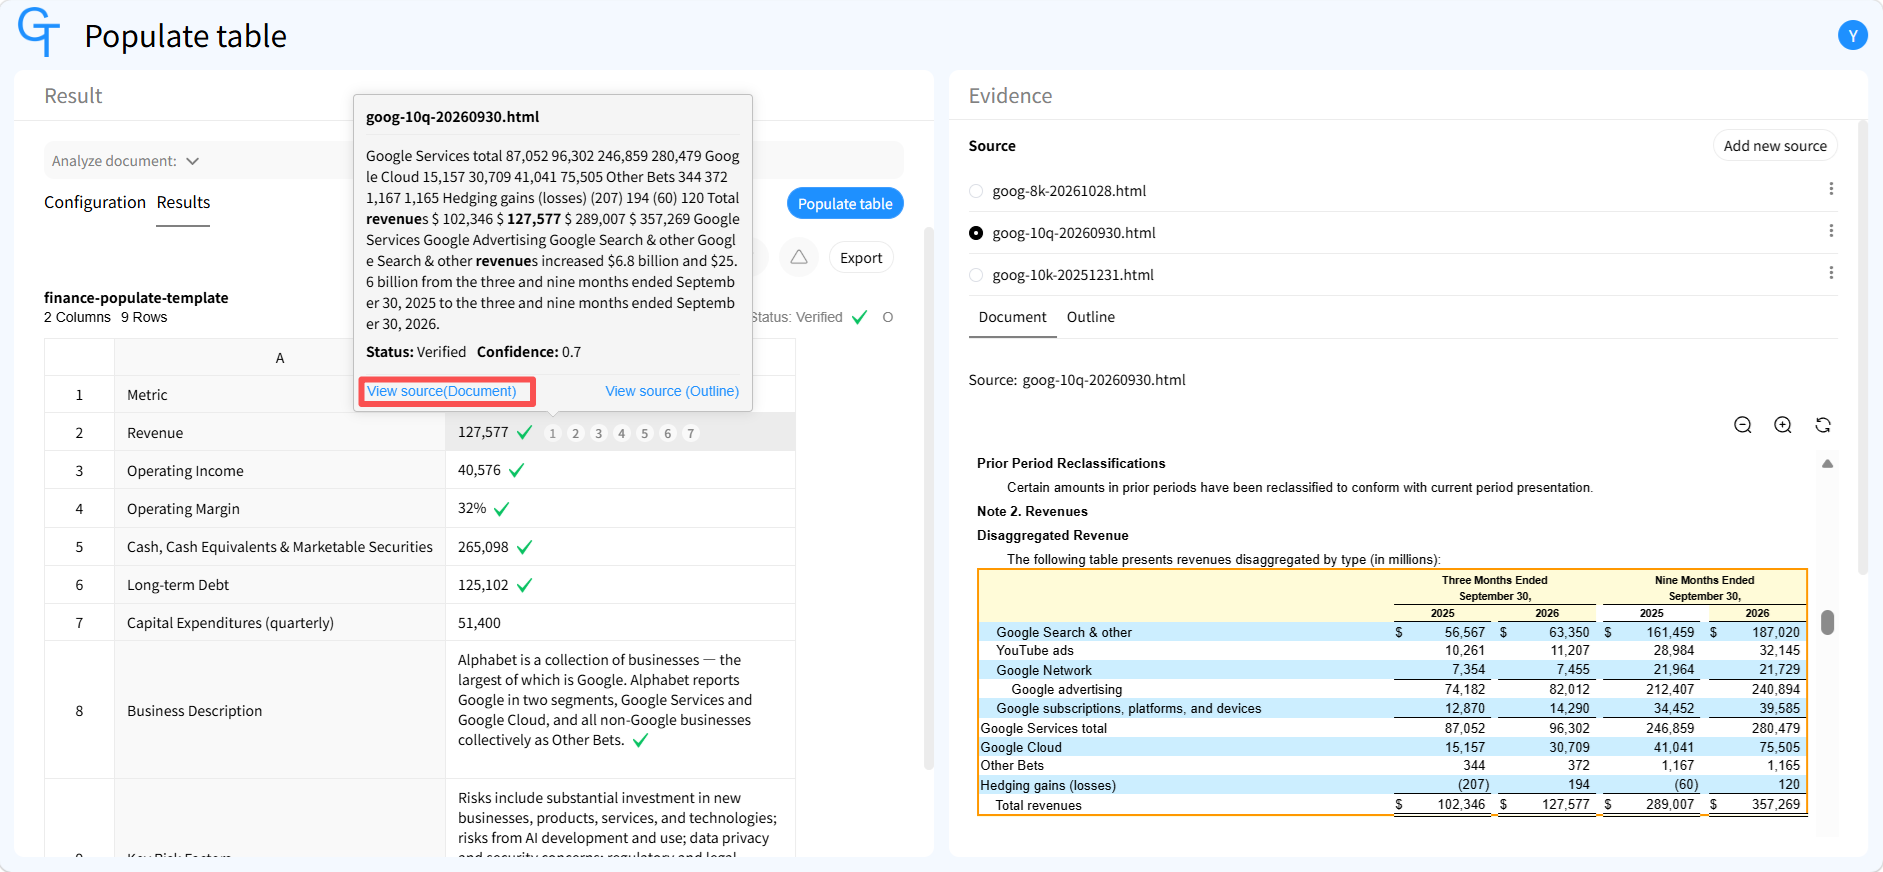 GT
Populate table
Y
Result
Analyze document:
Configuration
Results
Populate table
Export
finance-populate-template
2 Columns 9 Rows
Status: Verified
A
1 Metric
2 Revenue 127,577 1 2 3 4 5 6 7
3 Operating Income 40,576
4 Operating Margin 32%
5 Cash, Cash Equivalents & Marketable Securities 265,098
6 Long-term Debt 125,102
7 Capital Expenditures (quarterly) 51,400
8 Business Description
Alphabet is a collection of businesses — the
largest of which is Google. Alphabet reports
Google in two segments, Google Services and
Google Cloud, and all non-Google businesses
collectively as Other Bets.
Risks include substantial investment in new
businesses, products, services, and technologies;
risks from AI development and use; data privacy
goog-10q-20260930.html
Google Services total 87,052 96,302 246,859 280,479 Goog
le Cloud 15,157 30,709 41,041 75,505 Other Bets 344 372
1,167 1,165 Hedging gains (losses) (207) 194 (60) 120 Total
revenues $ 102,346 $ 127,577 $ 289,007 $ 357,269 Google
Services Google Advertising Google Search & other Googl
e Search & other revenues increased $6.8 billion and $25.
6 billion from the three and nine months ended Septemb
er 30, 2025 to the three and nine months ended Septemb
er 30, 2026.
Status: Verified Confidence: 0.7
View source(Document) View source (Outline)
Evidence
Source
Add new source
goog-8k-20261028.html
goog-10q-20260930.html
goog-10k-20251231.html
Document Outline
Source: goog-10q-20260930.html
Prior Period Reclassifications
Certain amounts in prior periods have been reclassified to conform with current period presentation.
Note 2. Revenues
Disaggregated Revenue
The following table presents revenues disaggregated by type (in millions):
Three Months Ended Nine Months Ended
September 30, September 30,
2025 2026 2025 2026
Google Search & other $ 56,567 $ 63,350 $ 161,459 $ 187,020
YouTube ads 10,261 11,207 28,984 32,145
Google Network 7,354 7,455 21,964 21,729
Google advertising 74,182 82,012 212,407 240,894
Google subscriptions, platforms, and devices 12,870 14,290 34,452 39,585
Google Services total 87,052 96,302 246,859 280,479
Google Cloud 15,157 30,709 41,041 75,505
Other Bets 344 372 1,167 1,165
Hedging gains (losses) (207) 194 (60) 120
Total revenues $ 102,346 $ 127,577 $ 289,007 $ 357,269